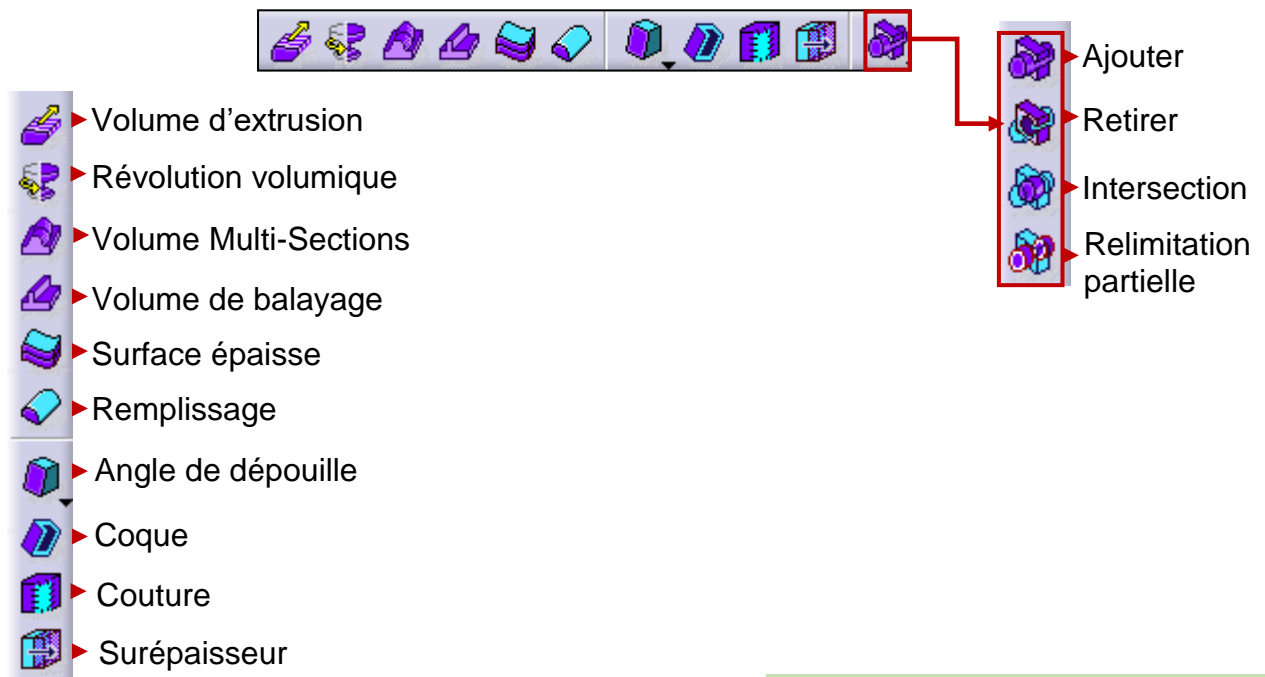 Ajouter
Volume d’extrusion
Retirer
Révolution volumique
Intersection
Volume Multi-Sections
Relimitation
partielle
Volume de balayage
Surface épaisse
Remplissage
Angle de dépouille
Coque
Couture
Surépaisseur